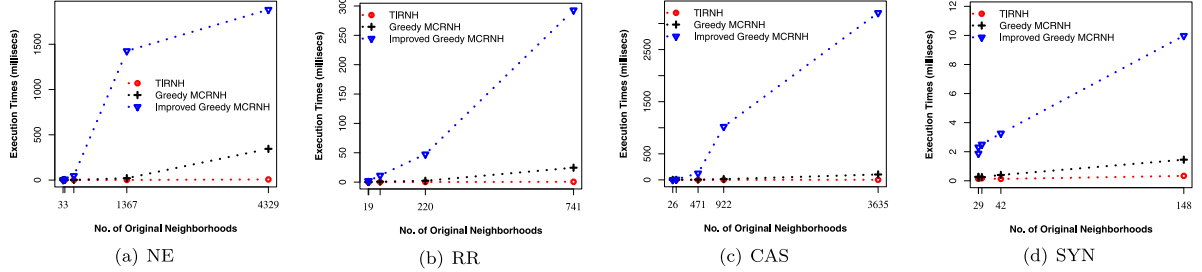 Execution Times (millisecs)
0
500
1000
1500
TIRNH
Greedy MCRNH
Improved Greedy MCRNH
33
1367
4329
No. of Original Neighborhoods
(a) NE
Execution Times (millisecs)
0
50
100
150
200
250
300
TIRNH
Greedy MCRNH
Improved Greedy MCRNH
19
220
741
No. of Original Neighborhoods
(b) RR
Execution Times (millisecs)
0
500
1500
2500
TIRNH
Greedy MCRNH
Improved Greedy MCRNH
26
471
922
3635
No. of Original Neighborhoods
(c) CAS
Execution Times (millisecs)
0
2
4
6
8
10
12
TIRNH
Greedy MCRNH
Improved Greedy MCRNH
29
42
148
No. of Original Neighborhoods
(d) SYN